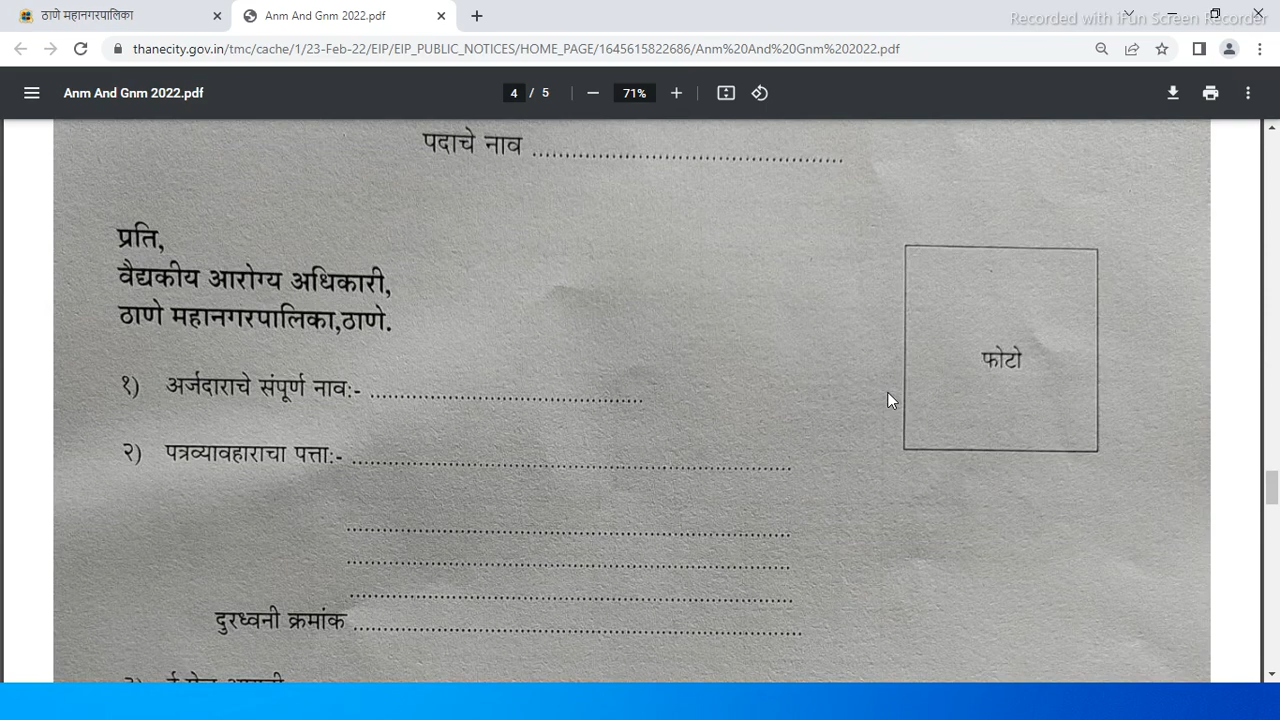 Recorded with iFun Screen Recorder
ठाणे महानगरपालिका
Anm And Gnm 2022.pdf
thanecity.gov.in/tmc/cache/1/23-Feb-22/EIP/EIP_PUBLIC_NOTICES/HOME_PAGE/1645615822686/Anm%20And%20Gnm%202022.pdf
Anm And Gnm 2022.pdf
4 / 5
71%
पदाचे नाव ........................................
प्रति,
वैद्यकीय आरोग्य अधिकारी,
ठाणे महानगरपालिका,ठाणे.
फोटो
१) अर्जदाराचे संपूर्ण नाव:- ........................................
२) पत्रव्यावहाराचा पत्ता:- ........................................
........................................
........................................
........................................
दुरध्वनी क्रमांक ........................................